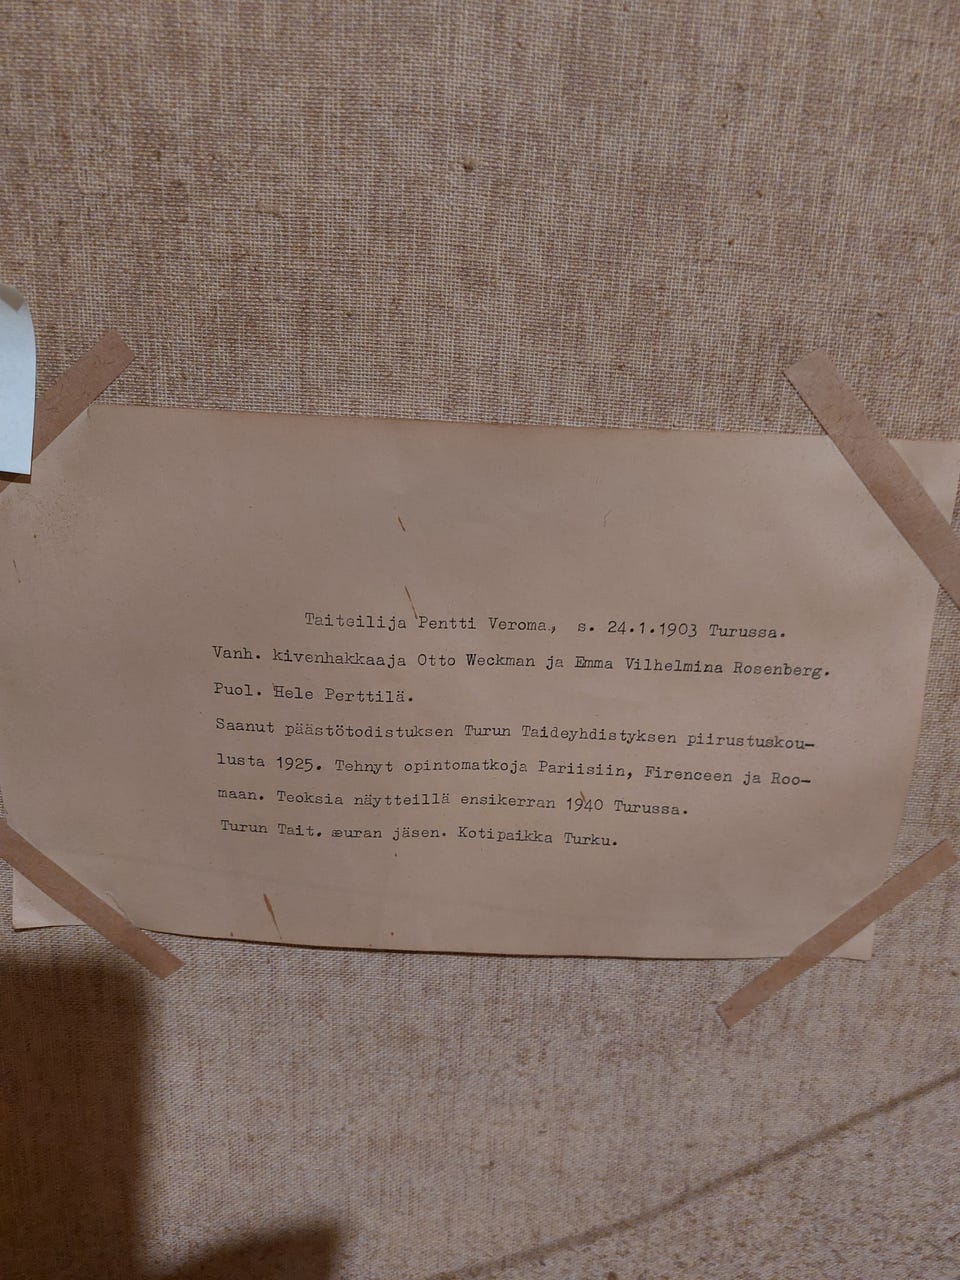 Taiteilija Pentti Veroma, s. 24.1.1903 Turussa.
Vanh. kivenhakkaaja Otto Weckman ja Emma Vilhelmina Rosenberg.
Puol. Hele Perttilä.
Saanut päästötodistuksen Turun Taideyhdistyksen piirustuskou-
lusta 1925. Tehnyt opintomatkoja Pariisiin, Firenceen ja Roo-
maan. Teoksia näytteillä ensikerran 1940 Turussa.
Turun Tait. seuran jäsen. Kotipaikka Turku.